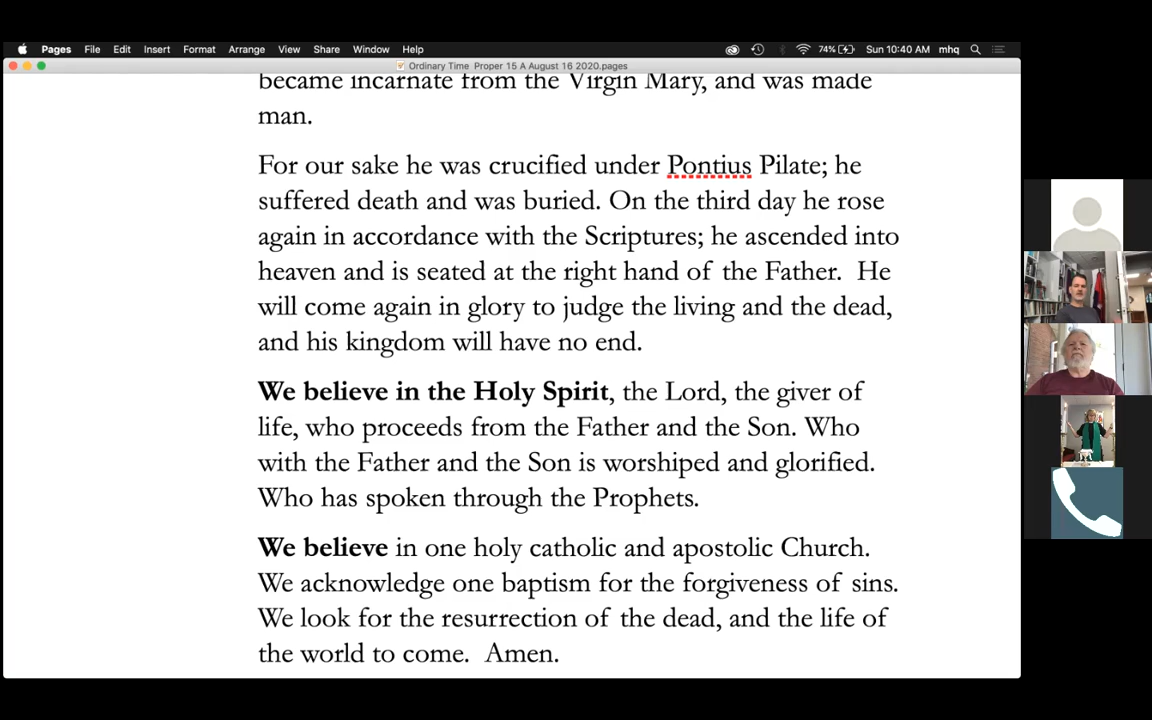 Pages File Edit Insert Format Arrange View Share Window Help 74% Sun 10:40 AM mhq
Ordinary Time Proper 15 A August 16 2020.pages
became incarnate from the Virgin Mary, and was made
man.
For our sake he was crucified under Pontius Pilate; he
suffered death and was buried. On the third day he rose
again in accordance with the Scriptures; he ascended into
heaven and is seated at the right hand of the Father. He
will come again in glory to judge the living and the dead,
and his kingdom will have no end.
We believe in the Holy Spirit, the Lord, the giver of
life, who proceeds from the Father and the Son. Who
with the Father and the Son is worshiped and glorified.
Who has spoken through the Prophets.
We believe in one holy catholic and apostolic Church.
We acknowledge one baptism for the forgiveness of sins.
We look for the resurrection of the dead, and the life of
the world to come. Amen.